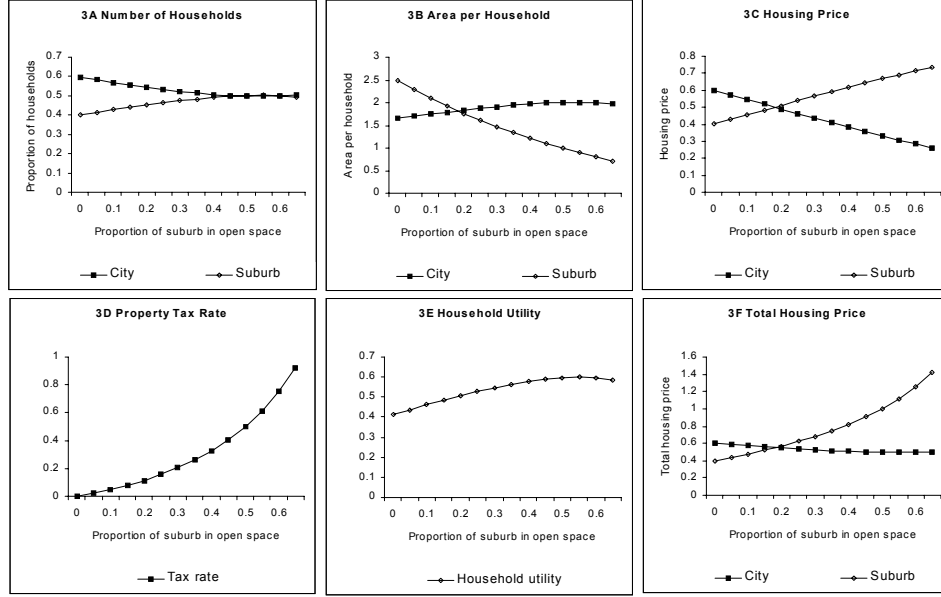 3A Number of Households
Proportion of households
0.7
0.6
0.5
0.4
0.3
0.2
0.1
0
0 0.1 0.2 0.3 0.4 0.5 0.6
Proportion of suburb in open space
City Suburb
3B Area per Household
Area per household
3
2.5
2
1.5
1
0.5
0
0 0.1 0.2 0.3 0.4 0.5 0.6
Proportion of suburb in open space
City Suburb
3C Housing Price
Housing price
0.8
0.7
0.6
0.5
0.4
0.3
0.2
0.1
0
0 0.1 0.2 0.3 0.4 0.5 0.6
Proportion of suburb in open space
City Suburb
3D Property Tax Rate
1
0.8
0.6
0.4
0.2
0
0 0.1 0.2 0.3 0.4 0.5 0.6
Proportion of suburb in open space
Tax rate
3E Household Utility
0.7
0.6
0.5
0.4
0.3
0.2
0.1
0
0 0.1 0.2 0.3 0.4 0.5 0.6
Proportion of suburb in open space
Household utility
3F Total Housing Price
Total housing price
1.6
1.4
1.2
1
0.8
0.6
0.4
0.2
0
0 0.1 0.2 0.3 0.4 0.5 0.6
Proportion of suburb in open space
City Suburb